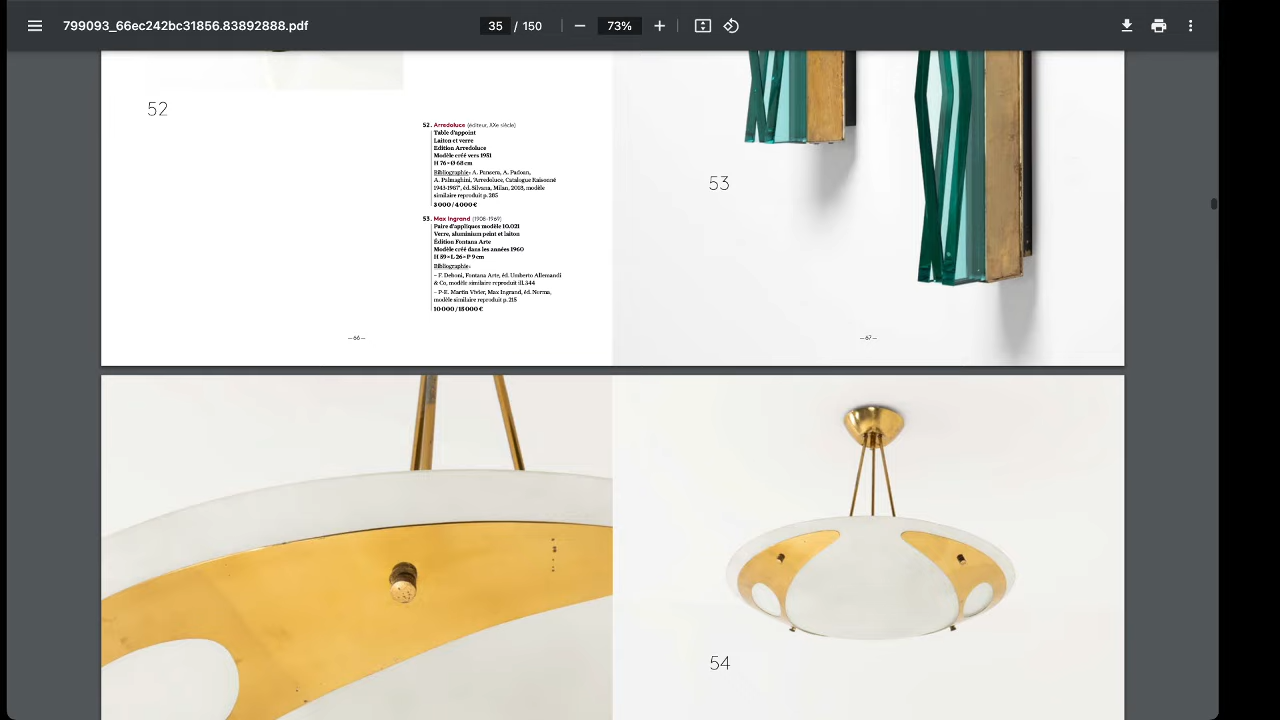 799093_66ec242bc31856.83892888.pdf
35 / 150
73%
52
52. Arredoluce (éditeur, XXe siècle)
Table d'appoint
Laiton et verre
Edition Arredoluce
Modèle créé vers 1951
H 76 × Ø 68 cm
Bibliographie : A. Pansera, A. Padoan,
A. Palmaghini, "Arredoluce, Catalogue Raisonné
1943-1987", éd. Silvana, Milan, 2018, modèle
similaire reproduit p. 285
3 000 / 4 000 €
53. Max Ingrand (1908-1969)
Paire d'appliques modèle 10.021
Verre, aluminium peint et laiton
Édition Fontana Arte
Modèle créé dans les années 1960
H 59 × L 26 × P 9 cm
Bibliographie :
– F. Deboni, Fontana Arte, éd. Umberto Allemandi
& Co, modèle similaire reproduit ill. 344
– P-E. Martin Vivier, Max Ingrand, éd. Norma,
modèle similaire reproduit p. 215
10 000 / 15 000 €
— 66 —
53
— 67 —
54